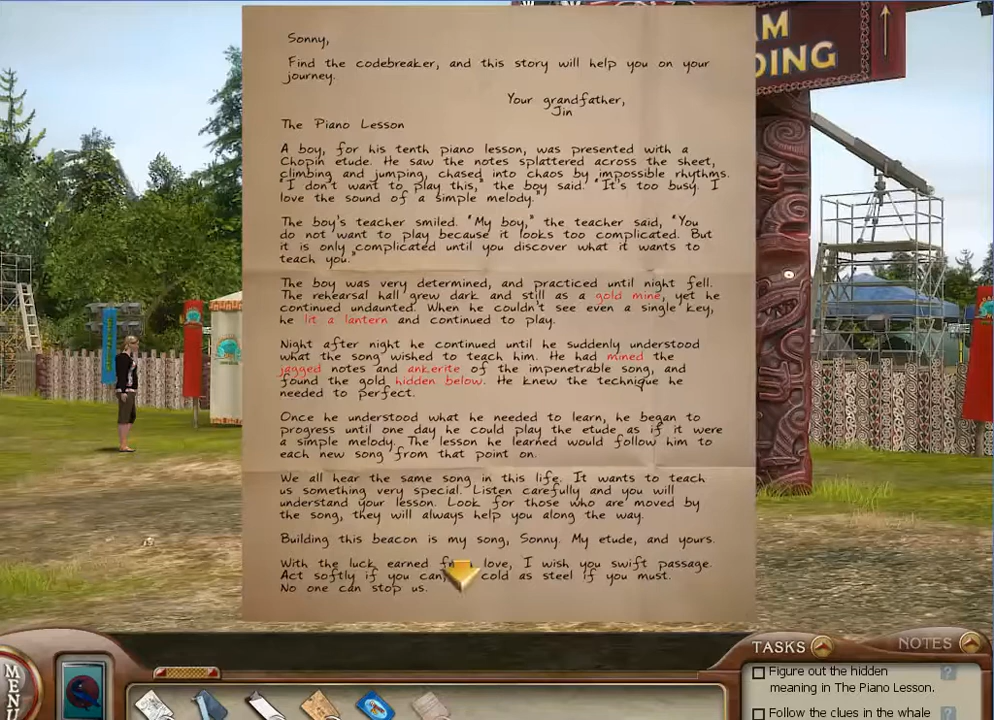 Sonny,
Find the codebreaker, and this story will help you on your
journey.
Your grandfather,
Jin
The Piano Lesson
A boy, for his tenth piano lesson, was presented with a
Chopin etude. He saw the notes splattered across the sheet,
climbing and jumping, chased into chaos by impossible rhythms.
"I don't want to play this," the boy said. "It's too busy. I
love the sound of a simple melody."
The boy's teacher smiled. "My boy," the teacher said, "You
do not want to play because it looks too complicated. But
it is only complicated until you discover what it wants to
teach you."
The boy was very determined, and practiced until night fell.
The rehearsal hall grew dark and still as a gold mine, yet he
continued undaunted. When he couldn't see even a single key,
he lit a lantern and continued to play.
Night after night he continued until he suddenly understood
what the song wished to teach him. He had mined the
jagged notes and ankerite of the impenetrable song, and
found the gold hidden below. He knew the technique he
needed to perfect.
Once he understood what he needed to learn, he began to
progress until one day he could play the etude as if it were
a simple melody. The lesson he learned would follow him to
each new song from that point on.
We all hear the same song in this life. It wants to teach
us something very special. Listen carefully and you will
understand your lesson. Look for those who are moved by
the song, they will always help you along the way.
Building this beacon is my song, Sonny. My etude, and yours.
With the luck earned love, I wish you swift passage.
Act softly if you can, cold as steel if you must.
No one can stop us.
DING
MENU
TASKS
NOTES
Figure out the hidden ?
meaning in The Piano Lesson.
Follow the clues in the whale ?